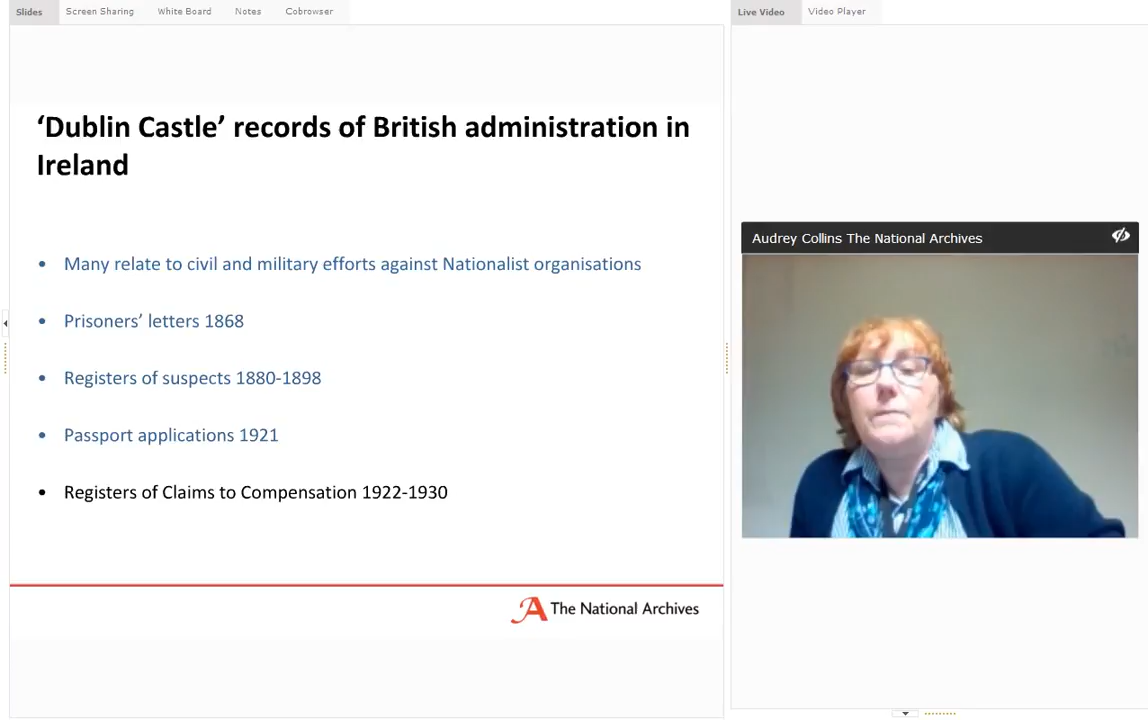 Slides
Screen Sharing
White Board
Notes
Cobrowser
Live Video
Video Player
‘Dublin Castle’ records of British administration in
Ireland
• Many relate to civil and military efforts against Nationalist organisations
• Prisoners’ letters 1868
• Registers of suspects 1880-1898
• Passport applications 1921
• Registers of Claims to Compensation 1922-1930
The National Archives
Audrey Collins The National Archives